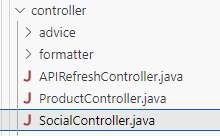 controller
advice
formatter
APIRefreshController.java
ProductController.java
SocialController.java